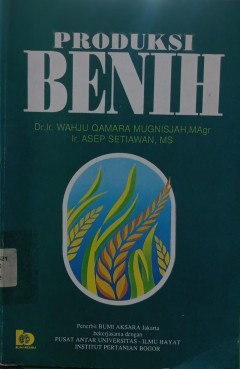 PRODUKSI
BENIH
Dr.Ir. WAHJU QAMARA MUGNISJAH,MAgr
Ir. ASEP SETIAWAN, MS
Penerbit BUMI AKSARA Jakarta
bekerjasama dengan
PUSAT ANTAR UNIVERSITAS - ILMU HAYAT
INSTITUT PERTANIAN BOGOR